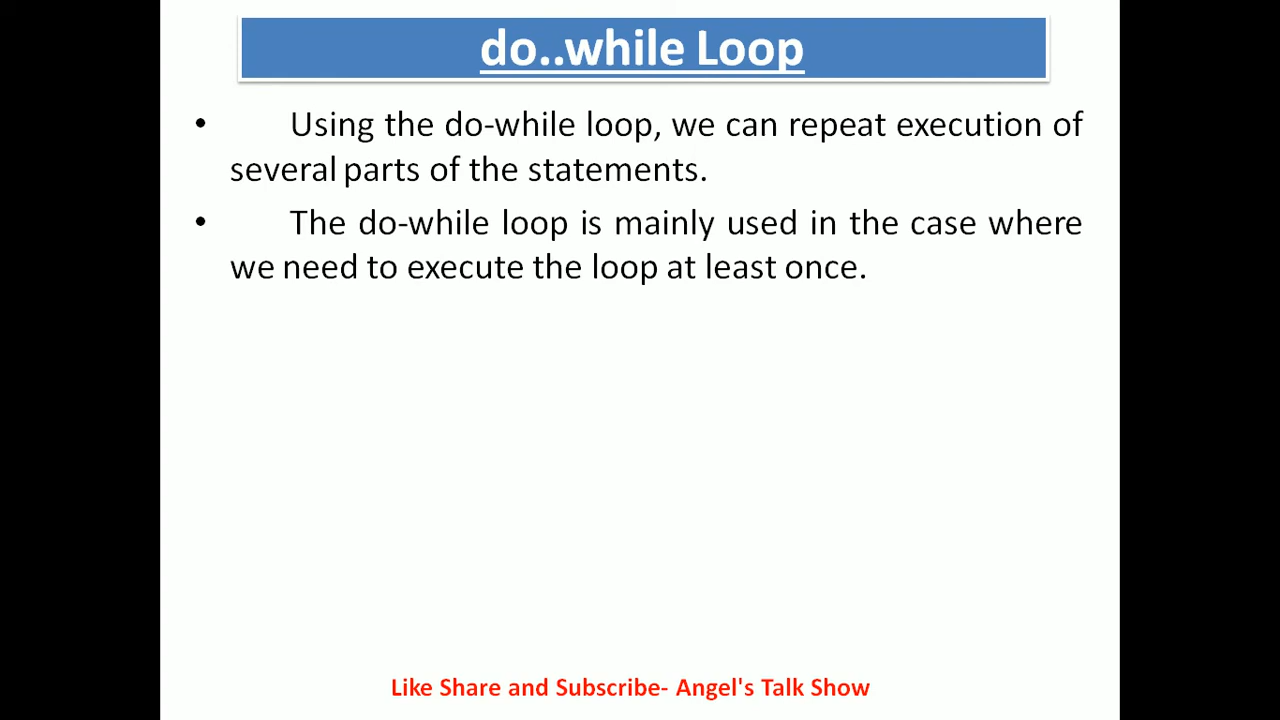 do..while Loop
• Using the do-while loop, we can repeat execution of
several parts of the statements.
• The do-while loop is mainly used in the case where
we need to execute the loop at least once.
Like Share and Subscribe- Angel's Talk Show